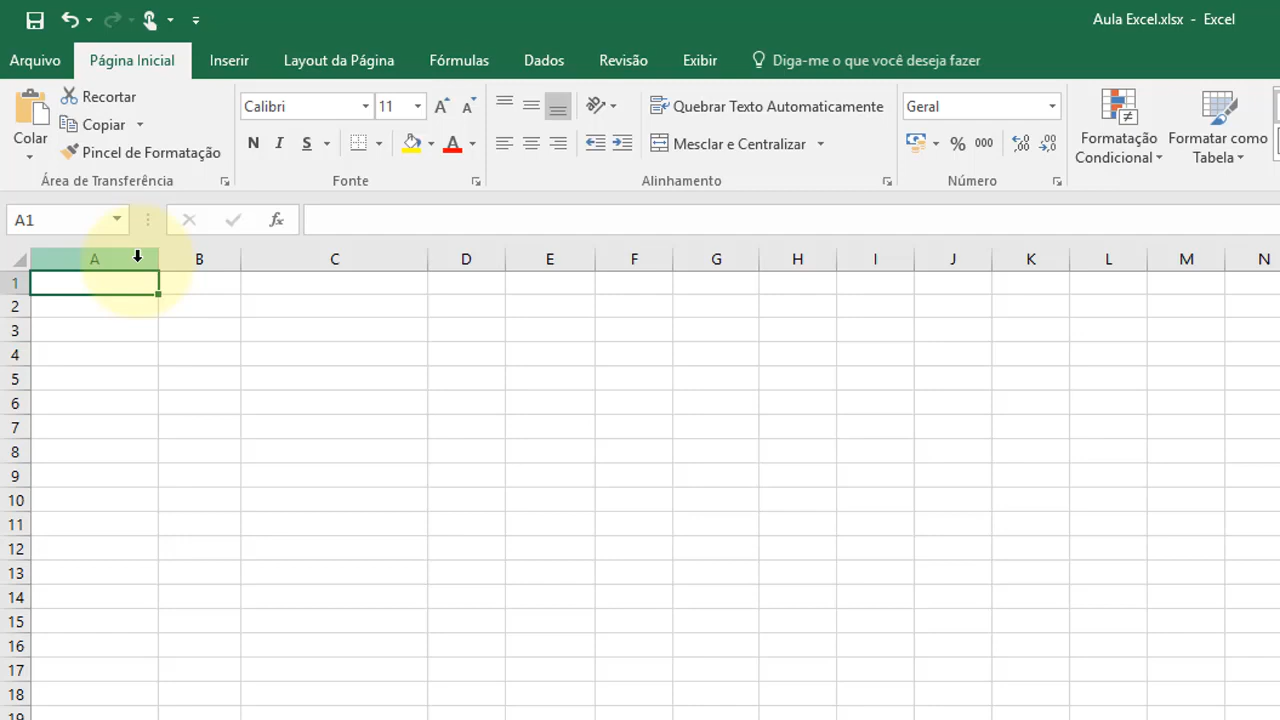 Aula Excel.xlsx - Excel
Arquivo Página Inicial Inserir Layout da Página Fórmulas Dados Revisão Exibir Diga-me o que você deseja fazer
Colar
Recortar
Copiar
Pincel de Formatação
Área de Transferência
Calibri 11
N I S
Fonte
Quebrar Texto Automaticamente
Mesclar e Centralizar
Alinhamento
Geral
% 000
Número
Formatação Condicional
Formatar como Tabela
A1 fx
A B C D E F G H I J K L M N
1
2
3
4
5
6
7
8
9
10
11
12
13
14
15
16
17
18
19